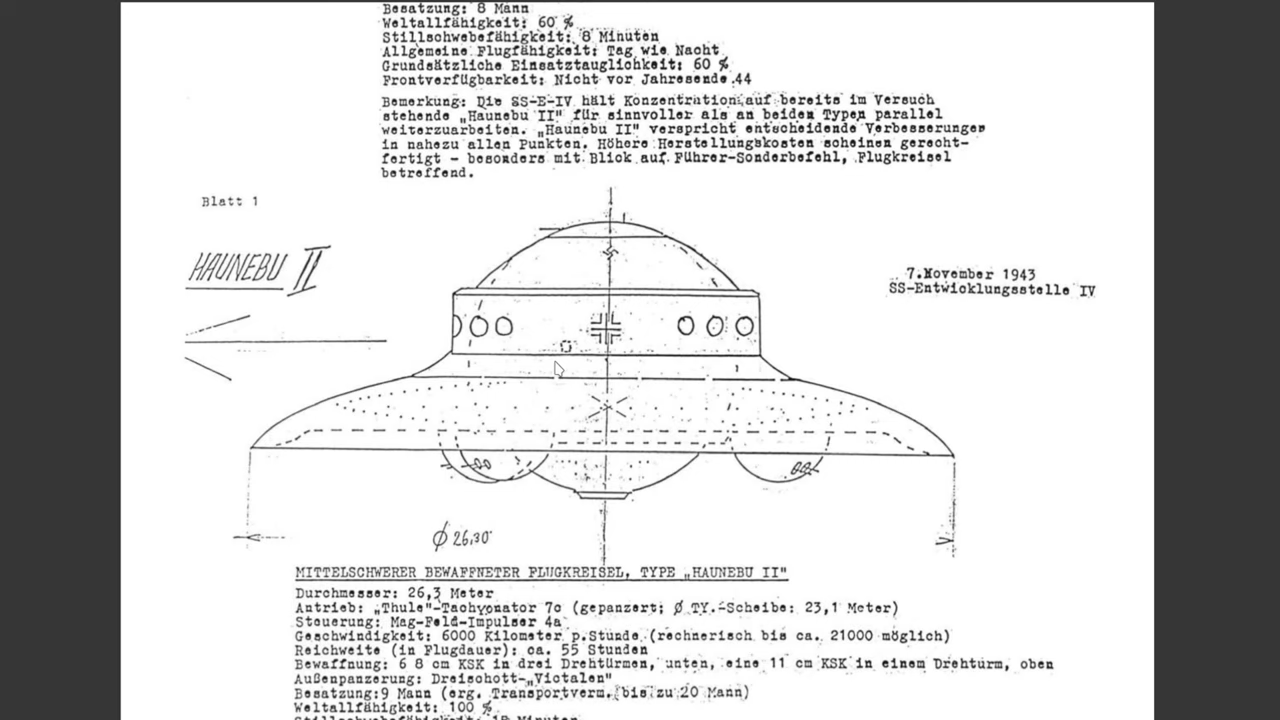 Besatzung: 8 Mann
Weltallfähigkeit: 60 %
Stillschwebefähigkeit: 8 Minuten
Allgemeine Flugfähigkeit: Tag wie Nacht
Grundsätzliche Einsatztauglichkeit: 60 %
Frontverfügbarkeit: Nicht vor Jahresende 44
Bemerkung: Die SS-E-IV hält Konzentration auf bereits im Versuch
stehende „Haunebu II" für sinnvoller als an beiden Typen parallel
weiterzuarbeiten. „Haunebu II" verspricht entscheidende Verbesserungen
in nahezu allen Punkten. Höhere Herstellungskosten scheinen gerecht-
fertigt - besonders mit Blick auf Führer-Sonderbefehl, Flugkreisel
betreffend.
Blatt 1
HAUNEBU II
7.November 1943
SS-Entwicklungsstelle IV
Ø 26,30
MITTELSCHWERER BEWAFFNETER FLUGKREISEL, TYPE „HAUNEBU II"
Durchmesser: 26,3 Meter
Antrieb: „Thule"-Tachyonator 7c (gepanzert; Ø TY.-Scheibe: 23,1 Meter)
Steuerung: Mag-Feld-Impulser 4a
Geschwindigkeit: 6000 Kilometer p.Stunde (rechnerisch bis ca. 21000 möglich)
Reichweite (in Flugdauer): ca. 55 Stunden
Bewaffnung: 6 8 cm KSK in drei Drehtürmen, unten, eine 11 cm KSK in einem Drehturm, oben
Außenpanzerung: Dreischott-„Victalen"
Besatzung:9 Mann (erg. Transportverm. bis zu 20 Mann)
Weltallfähigkeit: 100 %
Stillschwebefähigkeit: 15 Minuten